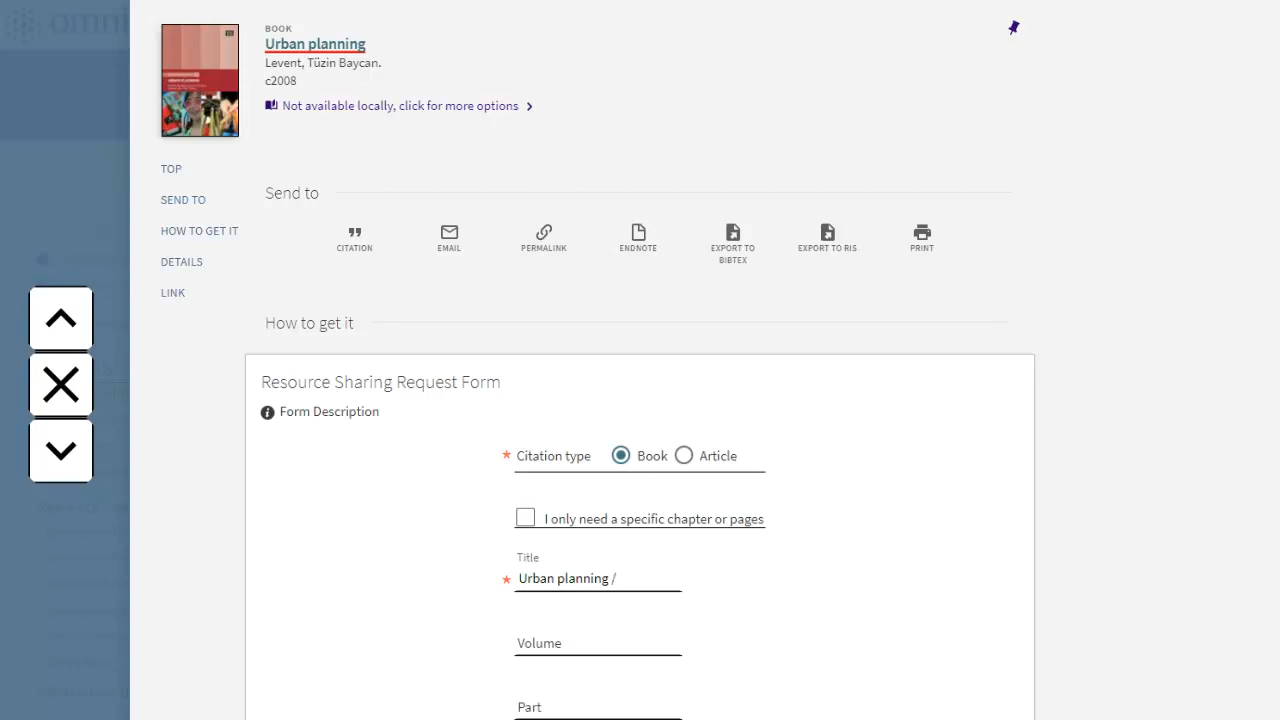 omni
BOOK
Urban planning
Levent, Tüzin Baycan.
c2008
Not available locally, click for more options
TOP
SEND TO
HOW TO GET IT
DETAILS
LINK
Send to
CITATION
EMAIL
PERMALINK
ENDNOTE
EXPORT TO BIBTEX
EXPORT TO RIS
PRINT
How to get it
Resource Sharing Request Form
Form Description
* Citation type Book Article
I only need a specific chapter or pages
Title
* Urban planning /
Volume
Part